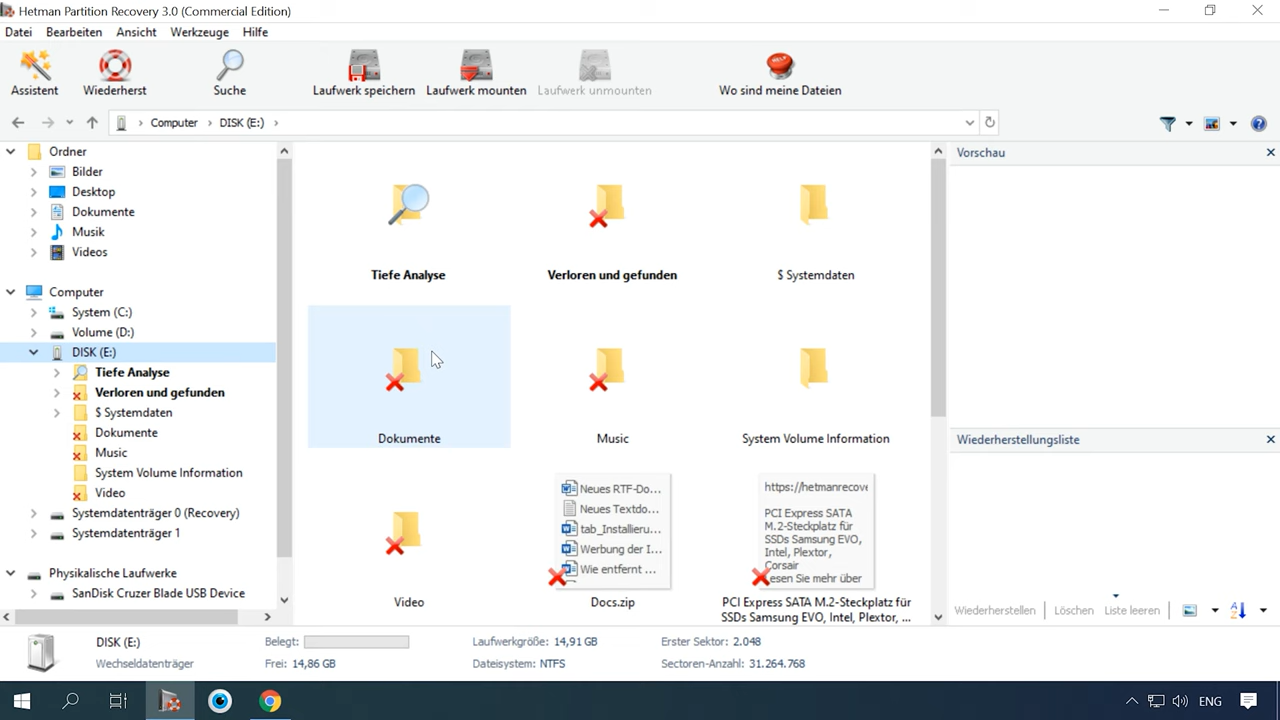 Hetman Partition Recovery 3.0 (Commercial Edition)
Datei Bearbeiten Ansicht Werkzeuge Hilfe
Assistent Wiederherst Suche Laufwerk speichern Laufwerk mounten Laufwerk unmounten Wo sind meine Dateien
Computer DISK (E:)
Ordner
Bilder
Desktop
Dokumente
Musik
Videos
Computer
System (C:)
Volume (D:)
DISK (E:)
Tiefe Analyse
Verloren und gefunden
$ Systemdaten
Dokumente
Music
System Volume Information
Video
Systemdatenträger 0 (Recovery)
Systemdatenträger 1
Physikalische Laufwerke
SanDisk Cruzer Blade USB Device
Tiefe Analyse Verloren und gefunden $ Systemdaten
Dokumente Music System Volume Information
Neues RTF-Do...
Neues Textdo...
tab_Installieru...
Werbung der I...
Wie entfernt ...
https://hetmanrecove
PCI Express SATA
M.2-Steckplatz für
SSDs Samsung EVO,
Intel, Plextor,
Corsair
esen Sie mehr über
Video Docs.zip PCI Express SATA M.2-Steckplatz für
SSDs Samsung EVO, Intel, Plextor, ...
Vorschau
Wiederherstellungsliste
Wiederherstellen Löschen Liste leeren
DISK (E:) Belegt: Laufwerkgröße: 14,91 GB Erster Sektor: 2.048
Wechseldatenträger Frei: 14,86 GB Dateisystem: NTFS Sectoren-Anzahl: 31.264.768
ENG